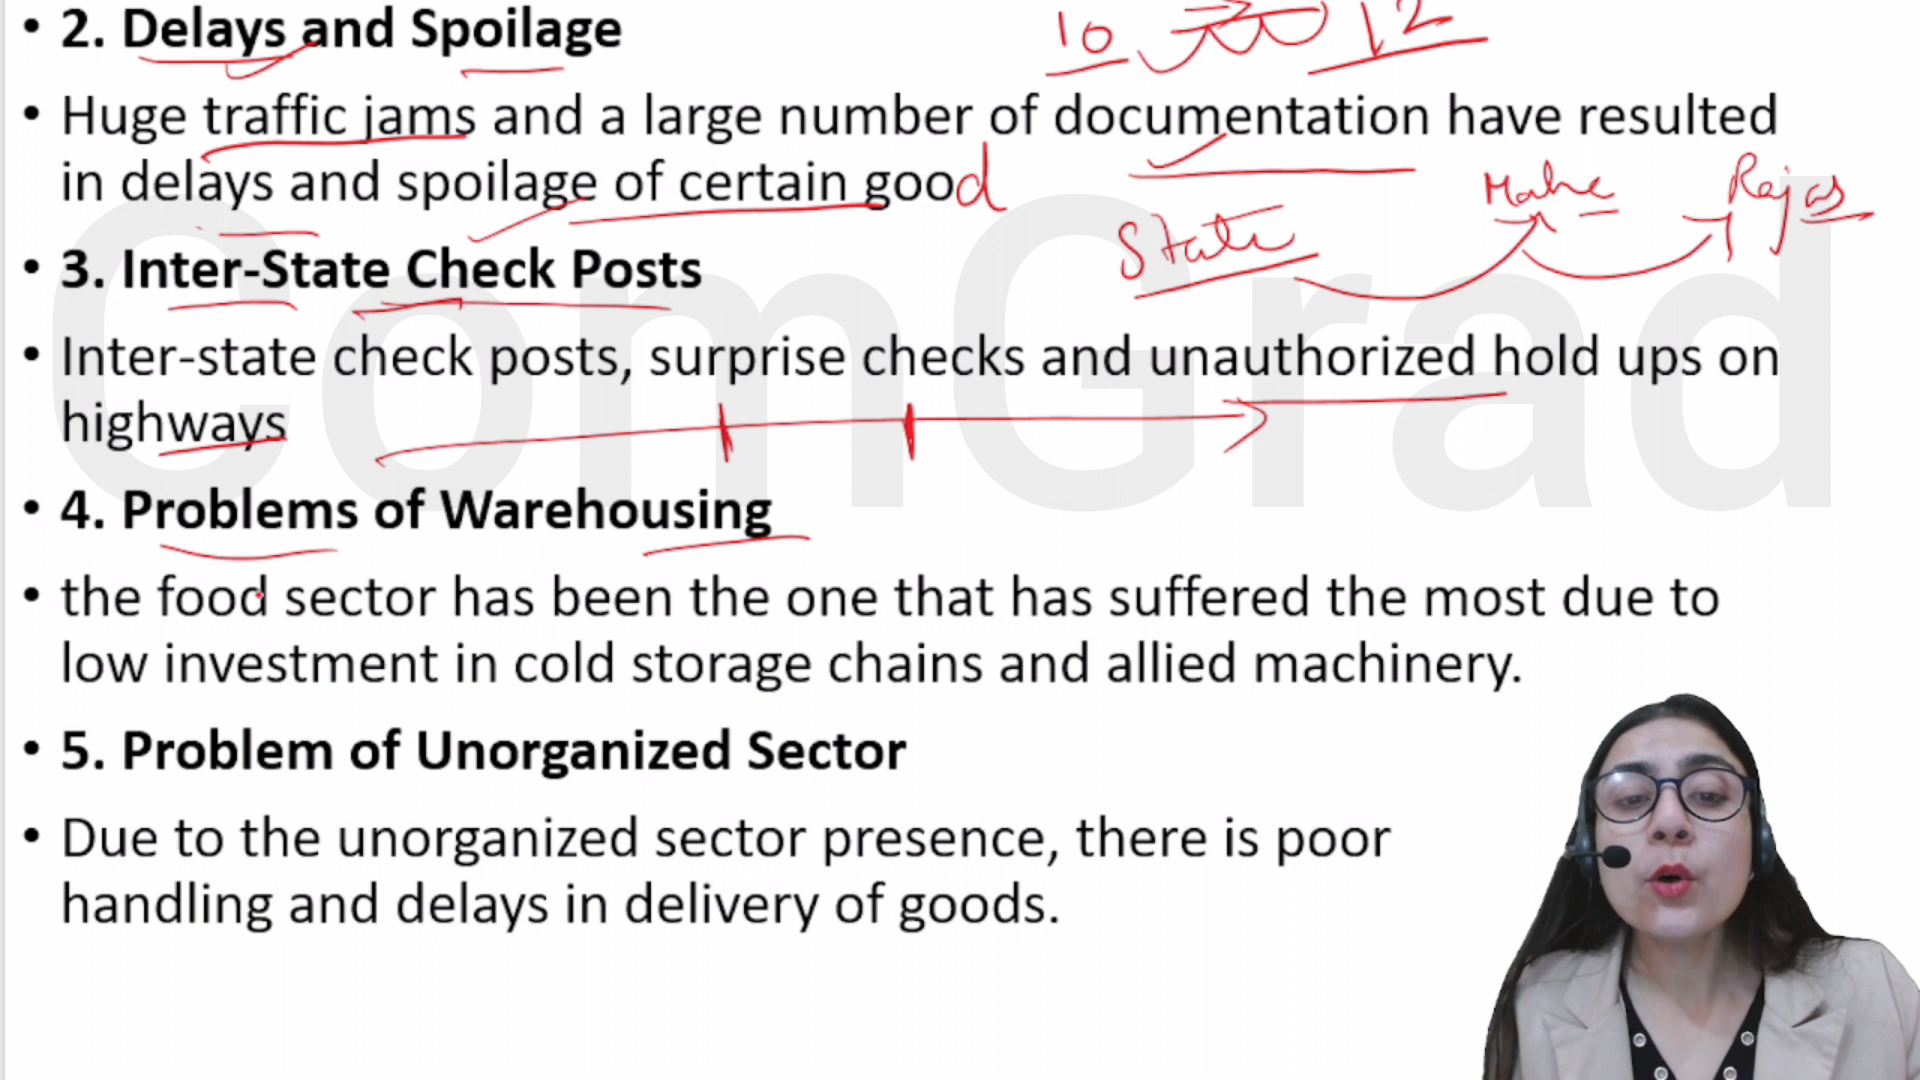 • 2. Delays and Spoilage
10 12
• Huge traffic jams and a large number of documentation have resulted
in delays and spoilage of certain good
Mahe Rajas
State
• 3. Inter-State Check Posts
• Inter-state check posts, surprise checks and unauthorized hold ups on
highways
ComGrad
• 4. Problems of Warehousing
• the food sector has been the one that has suffered the most due to
low investment in cold storage chains and allied machinery.
• 5. Problem of Unorganized Sector
• Due to the unorganized sector presence, there is poor
handling and delays in delivery of goods.